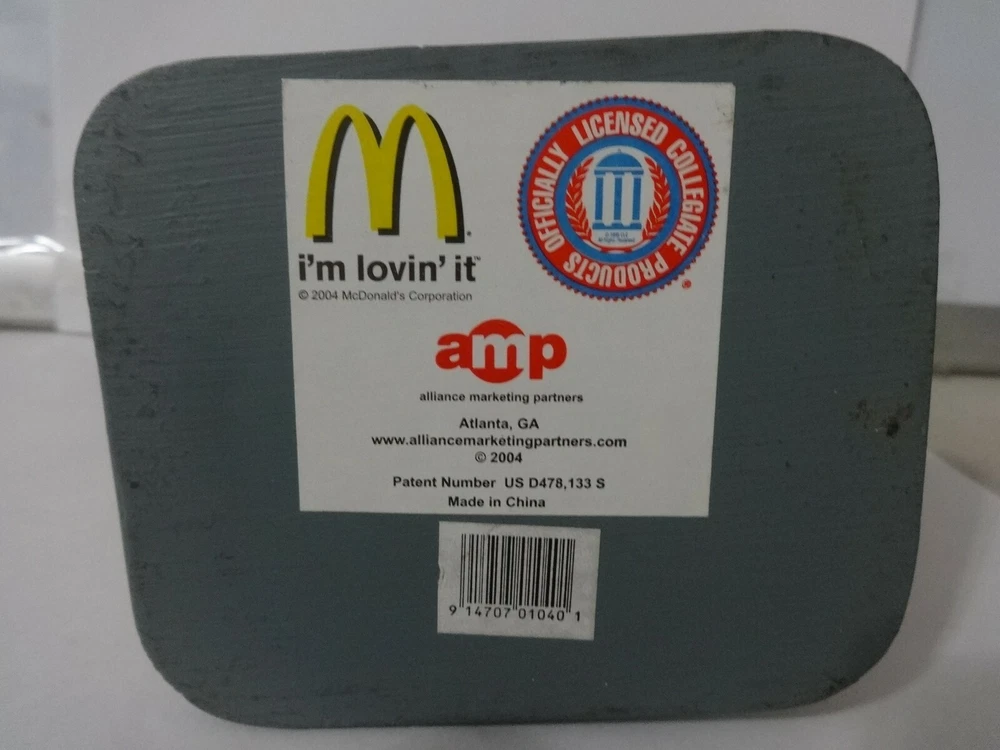 i'm lovin' it™
© 2004 McDonald's Corporation
OFFICIALLY LICENSED COLLEGIATE PRODUCTS
amp
alliance marketing partners
Atlanta, GA
www.alliancemarketingpartners.com
© 2004
Patent Number US D478,133 S
Made in China
9 14707 01040 1